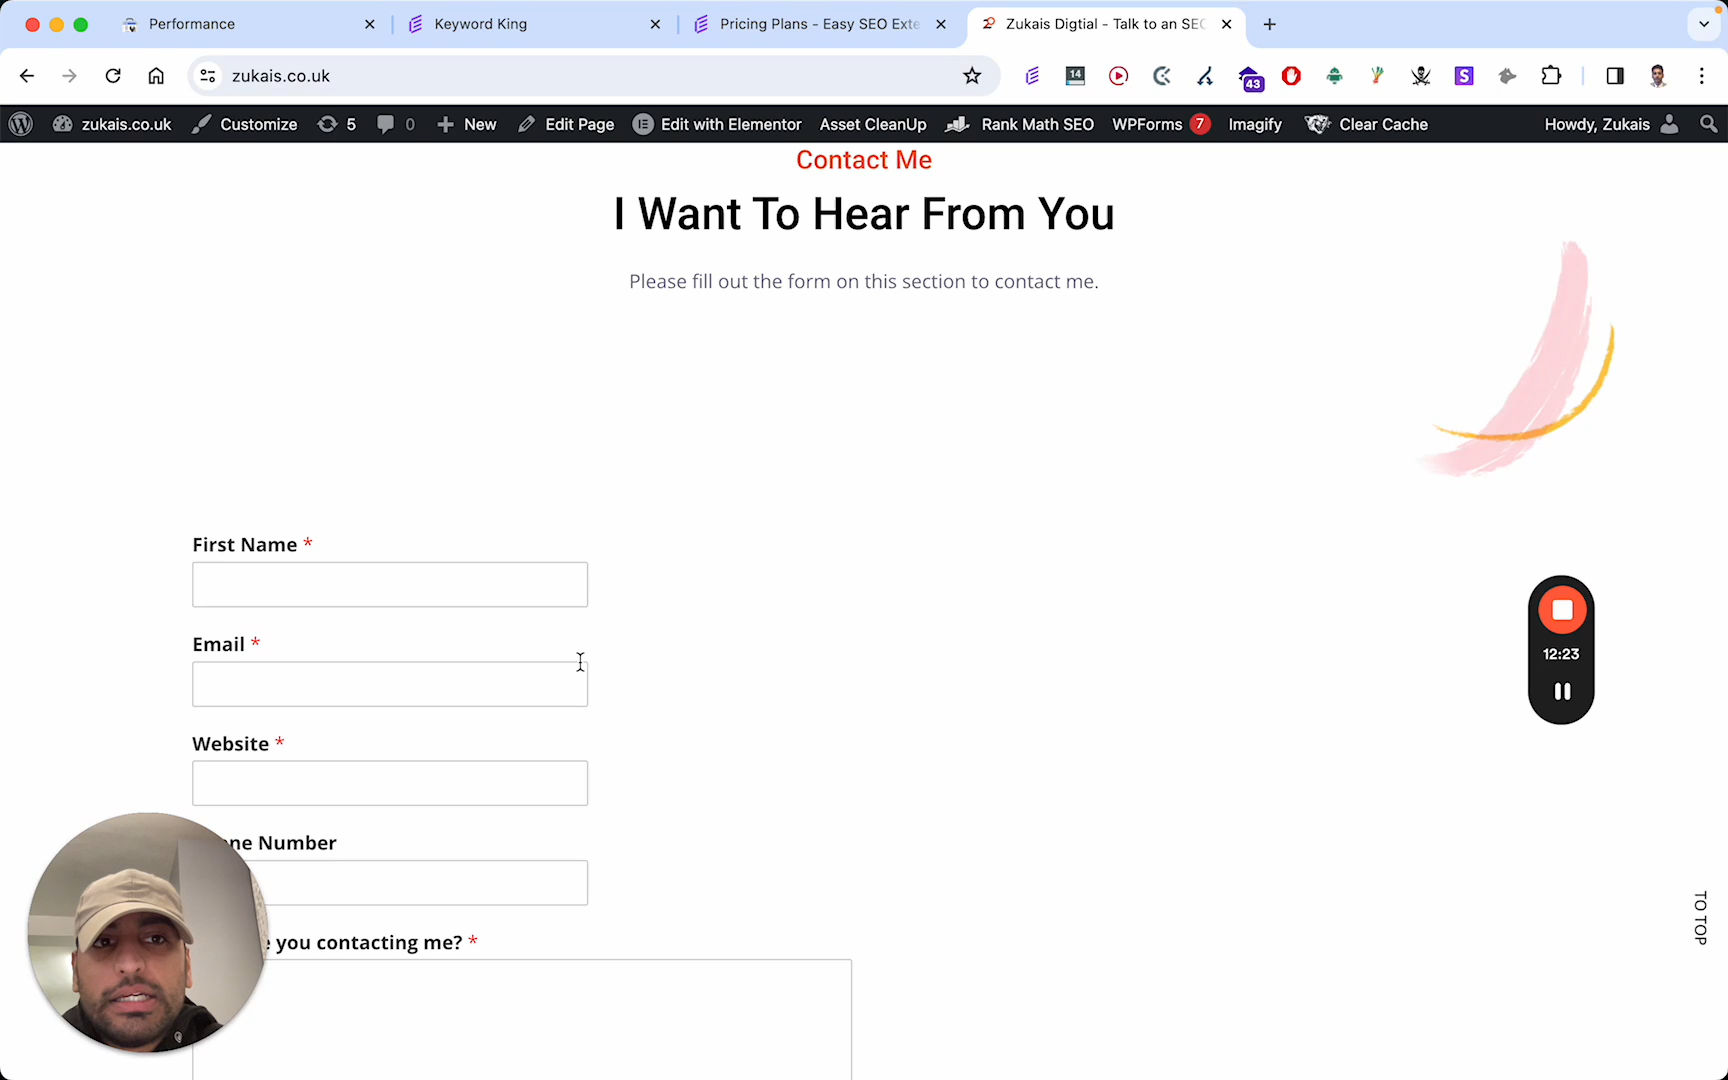 Performance
Keyword King
Pricing Plans - Easy SEO Exte
Zukais Digtial - Talk to an SEC
zukais.co.uk
14
43
S
zukais.co.uk
Customize
5
0
New
Edit Page
Edit with Elementor
Asset CleanUp
Rank Math SEO
WPForms 7
Imagify
Clear Cache
Howdy, Zukais
Contact Me
I Want To Hear From You
Please fill out the form on this section to contact me.
First Name *
Email *
Website *
ne Number
you contacting me? *
12:23
TO TOP